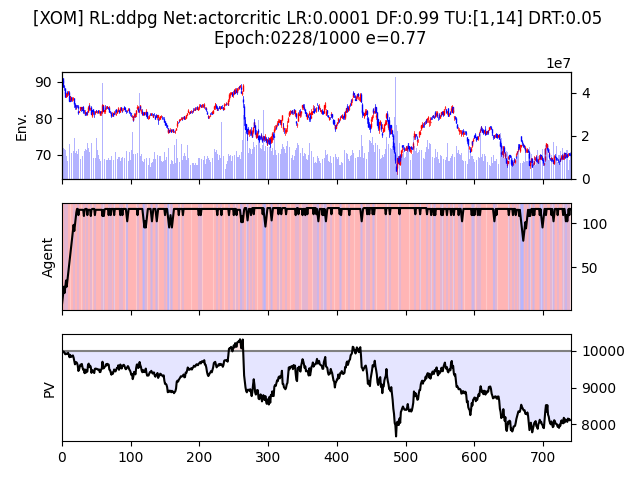 [XOM] RL:ddpg Net:actorcritic LR:0.0001 DF:0.99 TU:[1,14] DRT:0.05
Epoch:0228/1000 e=0.77
1e7
90
80
70
Env.
4
2
0
Agent
100
50
PV
10000
9000
8000
0 100 200 300 400 500 600 700